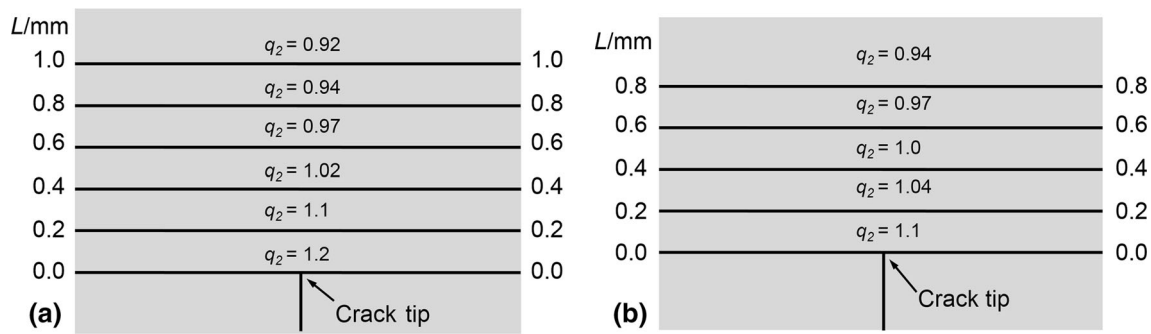 L/mm
q2 = 0.92
1.0 1.0
q2 = 0.94
0.8 0.8
q2 = 0.97
0.6 0.6
q2 = 1.02
0.4 0.4
q2 = 1.1
0.2 0.2
q2 = 1.2
0.0 0.0
(a) Crack tip
L/mm
q2 = 0.94
0.8 0.8
q2 = 0.97
0.6 0.6
q2 = 1.0
0.4 0.4
q2 = 1.04
0.2 0.2
q2 = 1.1
0.0 0.0
(b) Crack tip